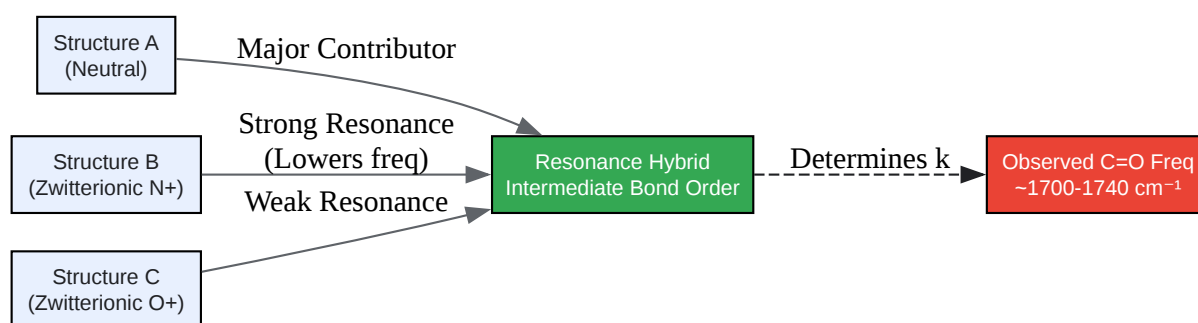 Structure A
(Neutral)
Major Contributor
Strong Resonance
(Lowers freq)
Structure B
(Zwitterionic N+)
Resonance Hybrid
Intermediate Bond Order
Determines k
Observed C=O Freq
~1700-1740 cm⁻¹
Weak Resonance
Structure C
(Zwitterionic O+)